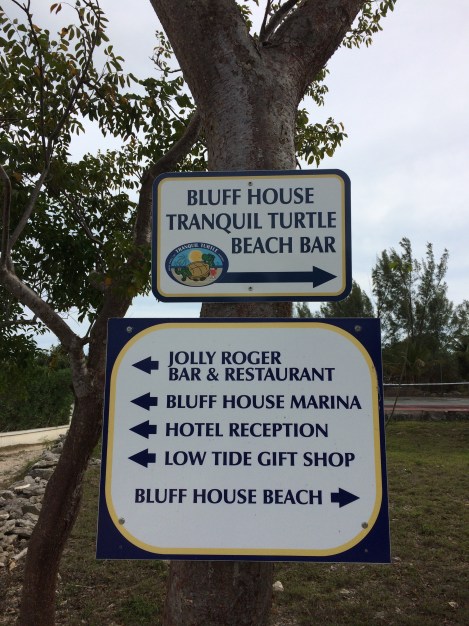 BLUFF HOUSE
TRANQUIL TURTLE
BEACH BAR
TRANQUIL TURTLE
JOLLY ROGER
BAR & RESTAURANT
BLUFF HOUSE MARINA
HOTEL RECEPTION
LOW TIDE GIFT SHOP
BLUFF HOUSE BEACH